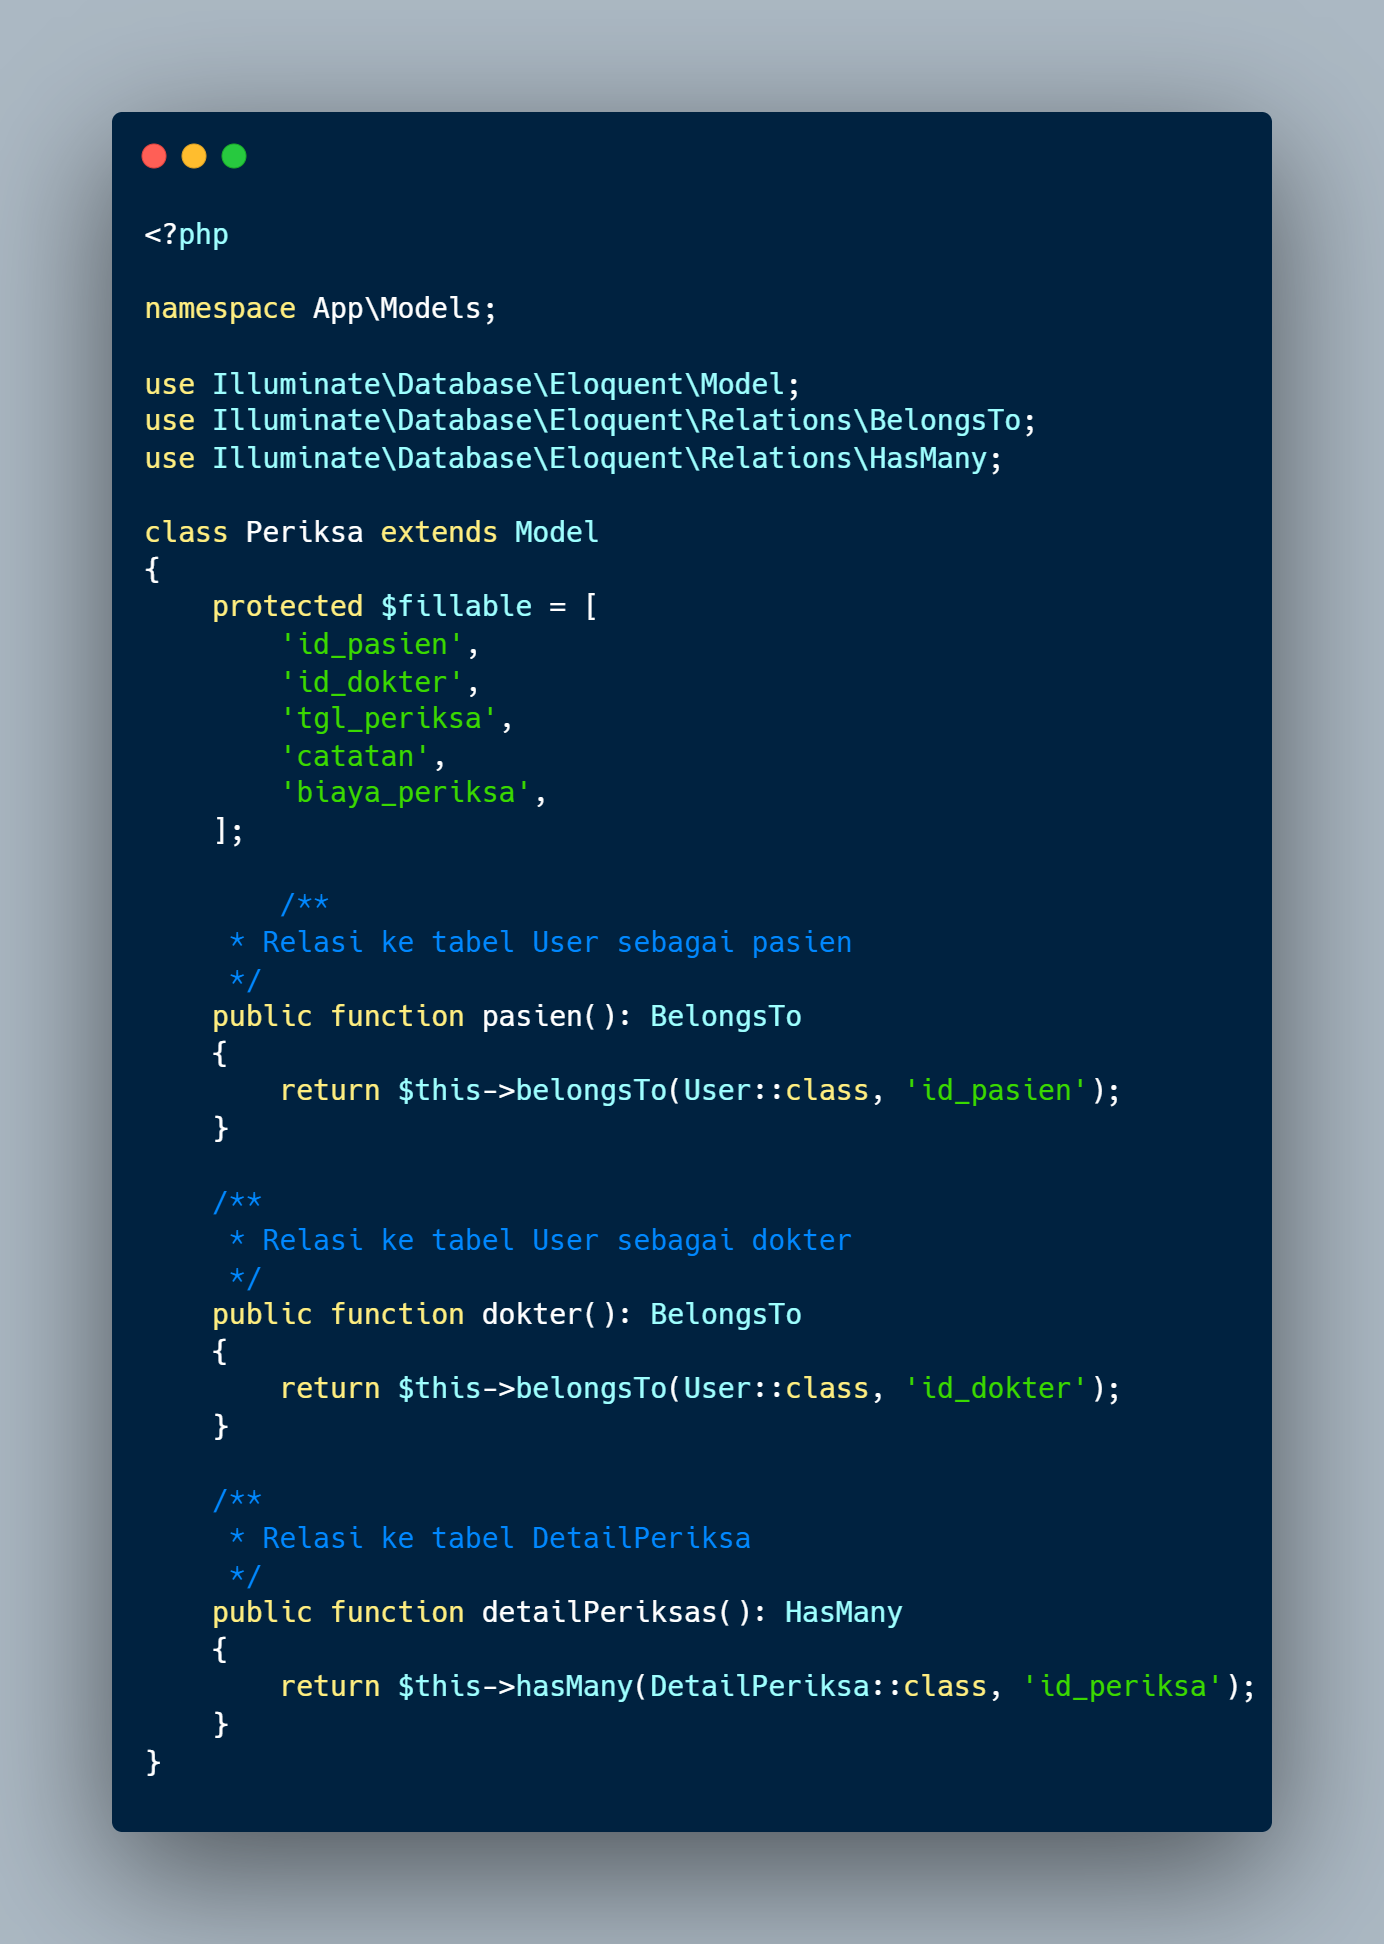 <?php
namespace App\Models;
use Illuminate\Database\Eloquent\Model;
use Illuminate\Database\Eloquent\Relations\BelongsTo;
use Illuminate\Database\Eloquent\Relations\HasMany;
class Periksa extends Model
{
    protected $fillable = [
        'id_pasien',
        'id_dokter',
        'tgl_periksa',
        'catatan',
        'biaya_periksa',
    ];
        /**
     * Relasi ke tabel User sebagai pasien
     */
    public function pasien(): BelongsTo
    {
        return $this->belongsTo(User::class, 'id_pasien');
    }
    /**
     * Relasi ke tabel User sebagai dokter
     */
    public function dokter(): BelongsTo
    {
        return $this->belongsTo(User::class, 'id_dokter');
    }
    /**
     * Relasi ke tabel DetailPeriksa
     */
    public function detailPeriksas(): HasMany
    {
        return $this->hasMany(DetailPeriksa::class, 'id_periksa');
    }
}